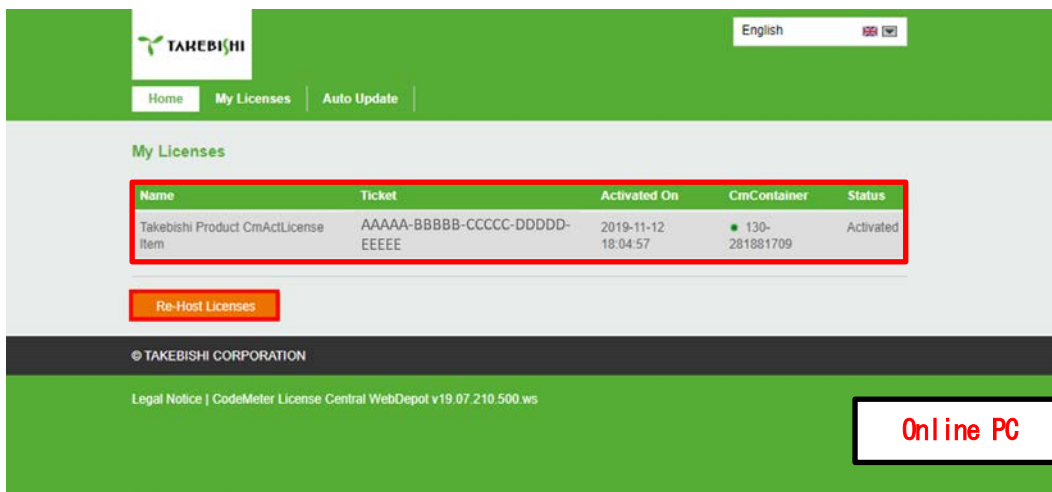 TAKEBISHI
English
Home My Licenses Auto Update
My Licenses
Name Ticket Activated On CmContainer Status
Takebishi Product CmActLicense AAAAA-BBBBB-CCCCC-DDDDD- 2019-11-12 130- Activated
Item EEEEE 18:04:57 281881709
Re-Host Licenses
© TAKEBISHI CORPORATION
Legal Notice | CodeMeter License Central WebDepot v19.07.210.500.ws
Online PC